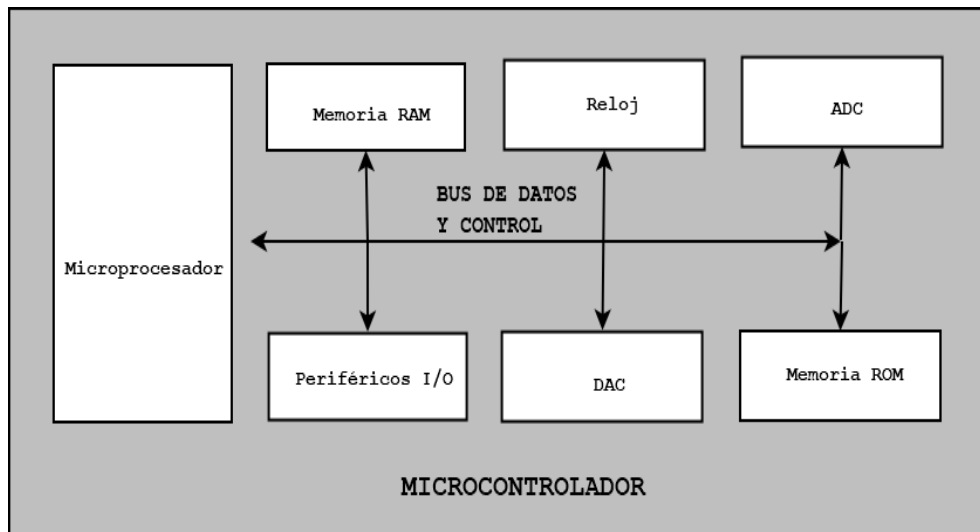 Memoria RAM
Reloj
ADC
BUS DE DATOS
Y CONTROL
Microprocesador
Periféricos I/O
DAC
Memoria ROM
MICROCONTROLADOR